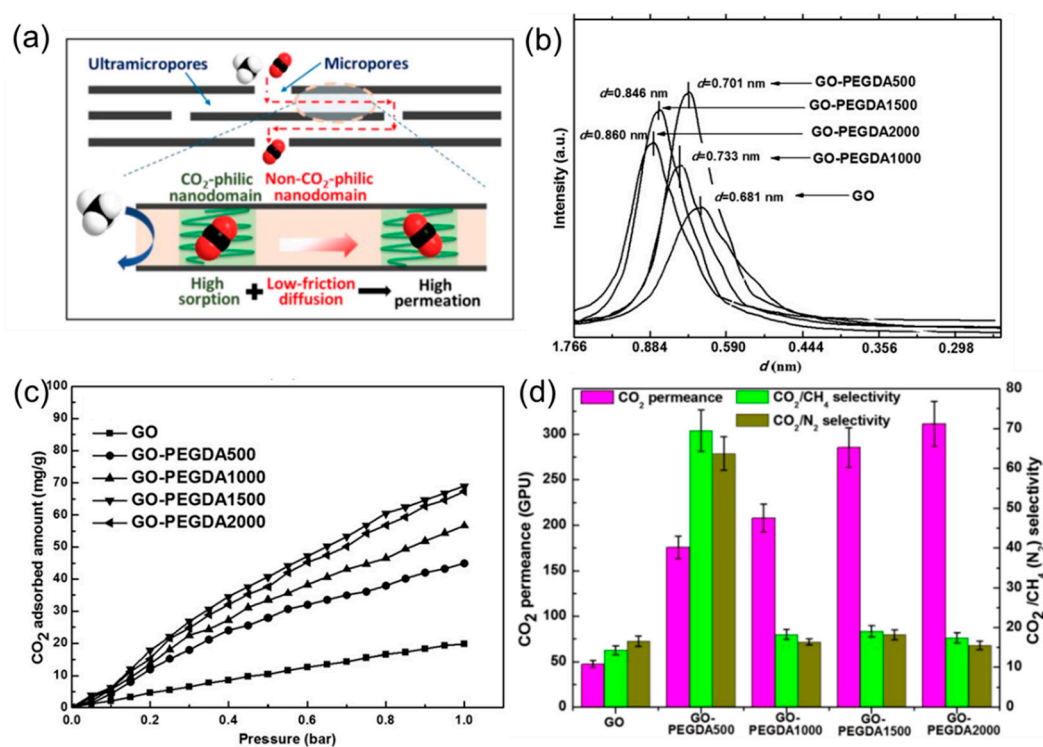 (a)
Ultramicropores
Micropores
CO2-philic
nanodomain
Non-CO2-philic
nanodomain
High
sorption
+
Low-friction
diffusion
High
permeation
(b)
Intensity (a.u.)
d=0.701 nm
GO-PEGDA500
d=0.846 nm
GO-PEGDA1500
d=0.860 nm
GO-PEGDA2000
d=0.733 nm
GO-PEGDA1000
d=0.681 nm
GO
1.766 0.884 0.590 0.444 0.356 0.298
d (nm)
(c)
CO2 adsorbed amount (mg/g)
100
90
80
70
60
50
40
30
20
10
0
GO
GO-PEGDA500
GO-PEGDA1000
GO-PEGDA1500
GO-PEGDA2000
0.0 0.2 0.4 0.6 0.8 1.0
Pressure (bar)
(d)
CO2 permeance (GPU)
300
250
200
150
100
50
0
CO2 permeance
CO2/CH4 selectivity
CO2/N2 selectivity
80
70
60
50
40
30
20
10
0
CO2/CH4 (N2) selectivity
GO
GO-
PEGDA500
GO-
PEGDA1000
GO-
PEGDA1500
GO-
PEGDA2000